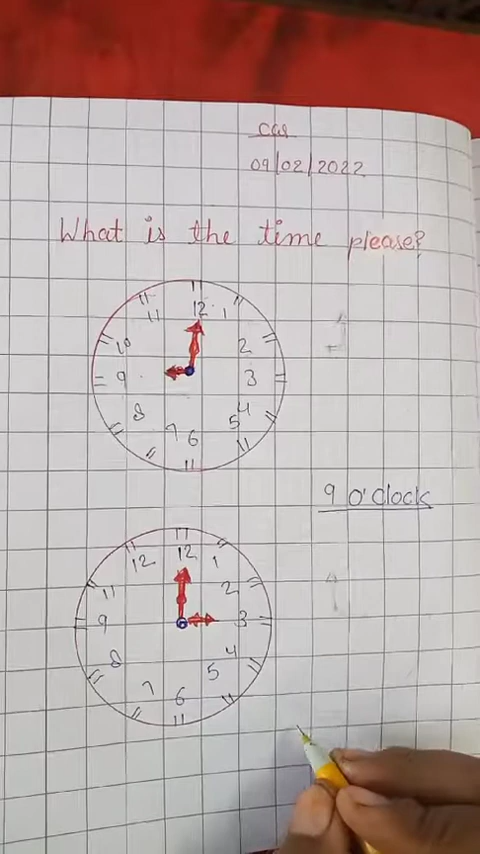 CW
09/02/2022
What is the time please?
12
11 1
10 2
9 3
8 4
7 6 5
9 o'clock
12 12 1
11 2
9 3
8 4
7 6 5